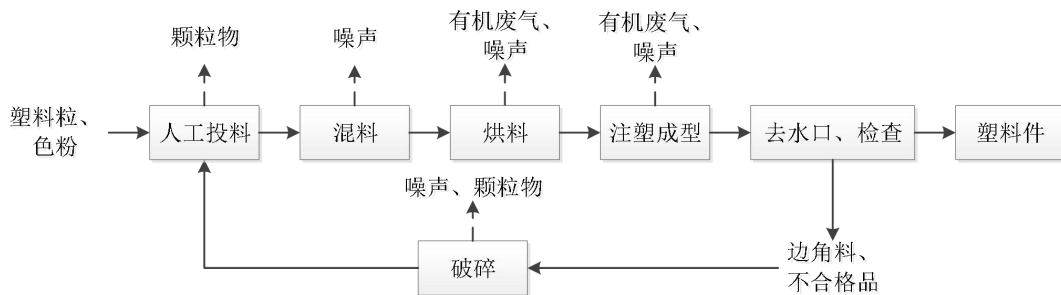 颗粒物
噪声
有机废气、
噪声
有机废气、
噪声
塑料粒、
色粉
人工投料
混料
烘料
注塑成型
去水口、检查
塑料件
噪声、颗粒物
破碎
边角料、
不合格品